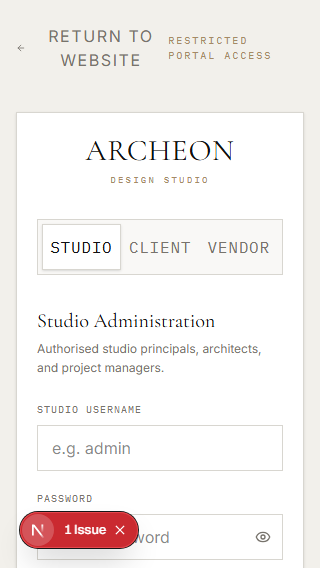 ← RETURN TO
WEBSITE
RESTRICTED
PORTAL ACCESS
ARCHEON
DESIGN STUDIO
STUDIO CLIENT VENDOR
Studio Administration
Authorised studio principals, architects,
and project managers.
STUDIO USERNAME
e.g. admin
PASSWORD
N 1 Issue ×